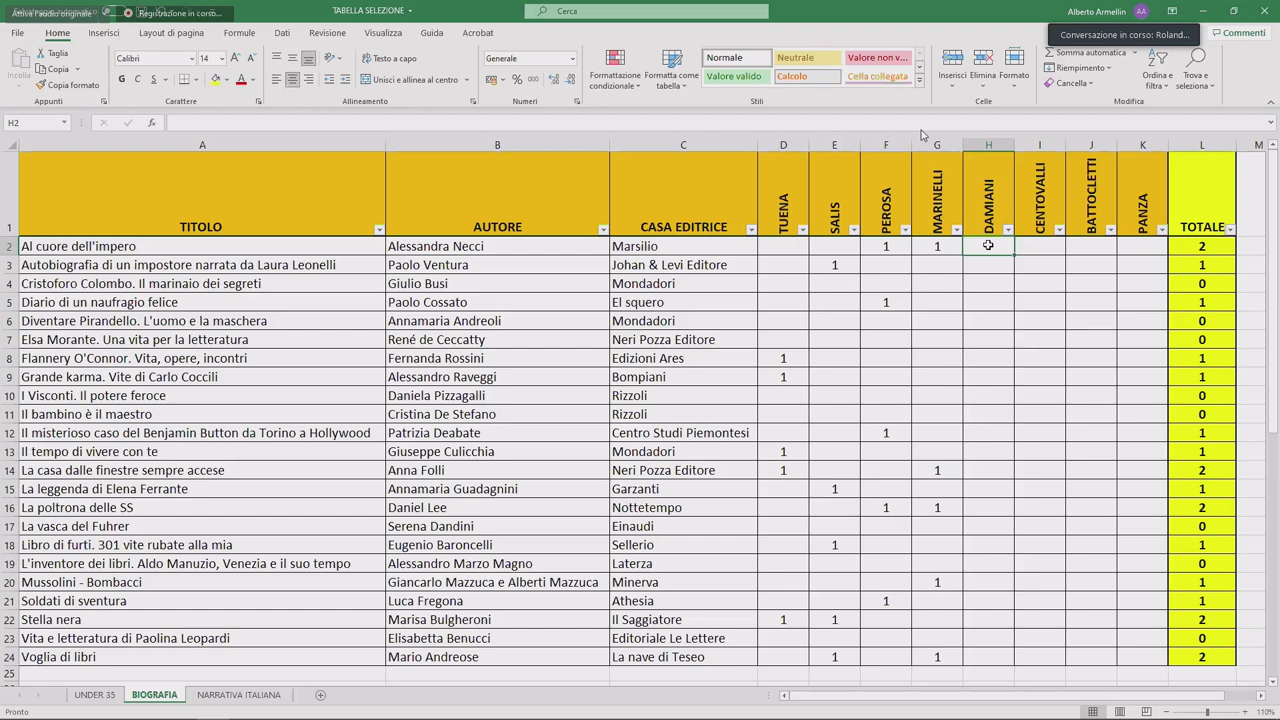 Attiva l'audio originale
Registrazione in corso...
TABELLA SELEZIONE
Cerca
Alberto Armellin
AA
Conversazione in corso: Roland...
File
Home
Inserisci
Layout di pagina
Formule
Dati
Revisione
Visualizza
Guida
Acrobat
Commenti
Incolla
Taglia
Copia
Copia formato
Appunti
Calibri
14
G C S
Carattere
Testo a capo
Unisci e allinea al centro
Allineamento
Generale
Numeri
Formattazione condizionale
Formatta come tabella
Normale
Neutrale
Valore non v...
Valore valido
Calcolo
Cella collegata
Stili
Inserisci
Elimina
Formato
Celle
Somma automatica
Riempimento
Cancella
Ordina e filtra
Trova e seleziona
Modifica
H2
fx
A B C D E F G H I J K L M
1 TITOLO AUTORE CASA EDITRICE TUENA SALIS PEROSA MARINELLI DAMIANI CENTOVALLI BATTOCLETTI PANZA TOTALE
2 Al cuore dell'impero Alessandra Necci Marsilio 1 1 2
3 Autobiografia di un impostore narrata da Laura Leonelli Paolo Ventura Johan & Levi Editore 1 1
4 Cristoforo Colombo. Il marinaio dei segreti Giulio Busi Mondadori 0
5 Diario di un naufragio felice Paolo Cossato El squero 1 1
6 Diventare Pirandello. L'uomo e la maschera Annamaria Andreoli Mondadori 0
7 Elsa Morante. Una vita per la letteratura René de Ceccatty Neri Pozza Editore 0
8 Flannery O'Connor. Vita, opere, incontri Fernanda Rossini Edizioni Ares 1 1
9 Grande karma. Vite di Carlo Coccili Alessandro Raveggi Bompiani 1 1
10 I Visconti. Il potere feroce Daniela Pizzagalli Rizzoli 0
11 Il bambino è il maestro Cristina De Stefano Rizzoli 0
12 Il misterioso caso del Benjamin Button da Torino a Hollywood Patrizia Deabate Centro Studi Piemontesi 1 1
13 Il tempo di vivere con te Giuseppe Culicchia Mondadori 1 1
14 La casa dalle finestre sempre accese Anna Folli Neri Pozza Editore 1 1 2
15 La leggenda di Elena Ferrante Annamaria Guadagnini Garzanti 1 1
16 La poltrona delle SS Daniel Lee Nottetempo 1 1 2
17 La vasca del Fuhrer Serena Dandini Einaudi 0
18 Libro di furti. 301 vite rubate alla mia Eugenio Baroncelli Sellerio 1 1
19 L'inventore dei libri. Aldo Manuzio, Venezia e il suo tempo Alessandro Marzo Magno Laterza 0
20 Mussolini - Bombacci Giancarlo Mazzuca e Alberti Mazzuca Minerva 1 1
21 Soldati di sventura Luca Fregona Athesia 1 1
22 Stella nera Marisa Bulgheroni Il Saggiatore 1 1 2
23 Vita e letteratura di Paolina Leopardi Elisabetta Benucci Editoriale Le Lettere 0
24 Voglia di libri Mario Andreose La nave di Teseo 1 1 2
25
UNDER 35
BIOGRAFIA
NARRATIVA ITALIANA
Pronto
110%